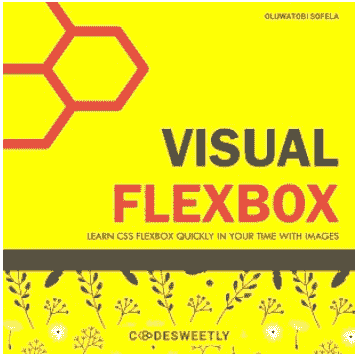 OLUWATOBI SOFELA
VISUAL
FLEXBOX
LEARN CSS FLEXBOX QUICKLY IN YOUR TIME WITH IMAGES
CODESWEETLY